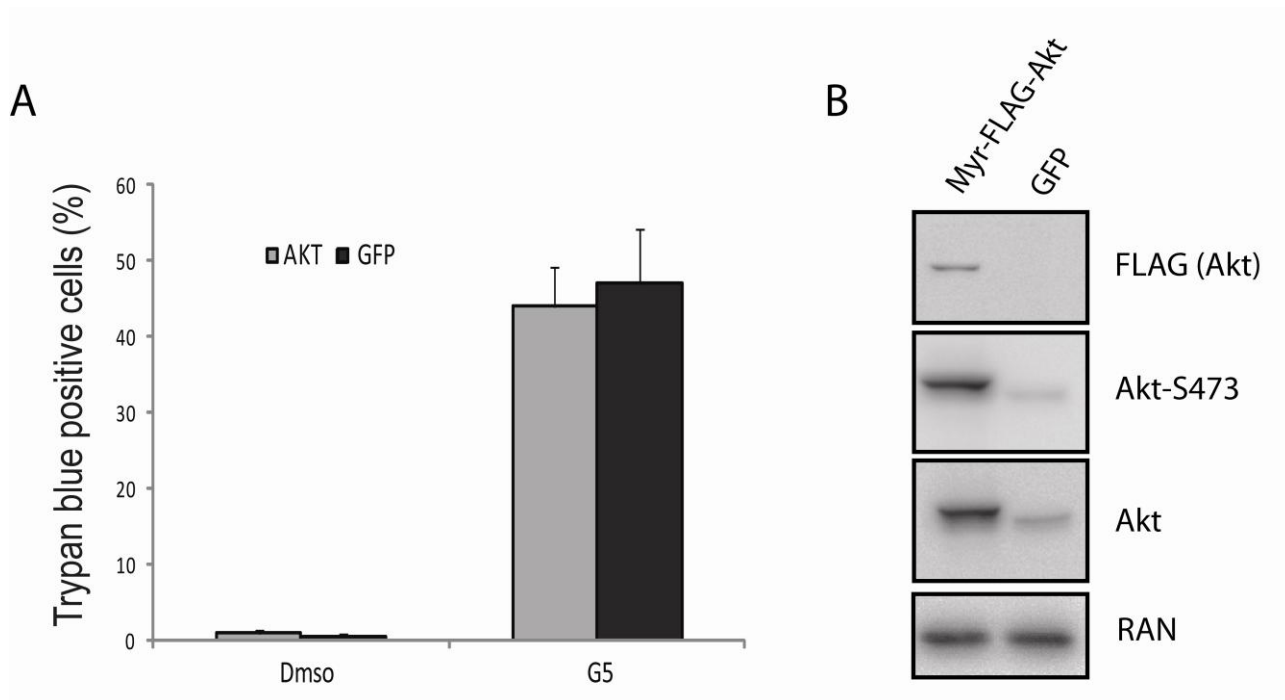 A
Trypan blue positive cells (%)
60
50
40
30
20
10
0
AKT GFP
Dmso G5
B
Myr-FLAG-Akt
GFP
FLAG (Akt)
Akt-S473
Akt
RAN